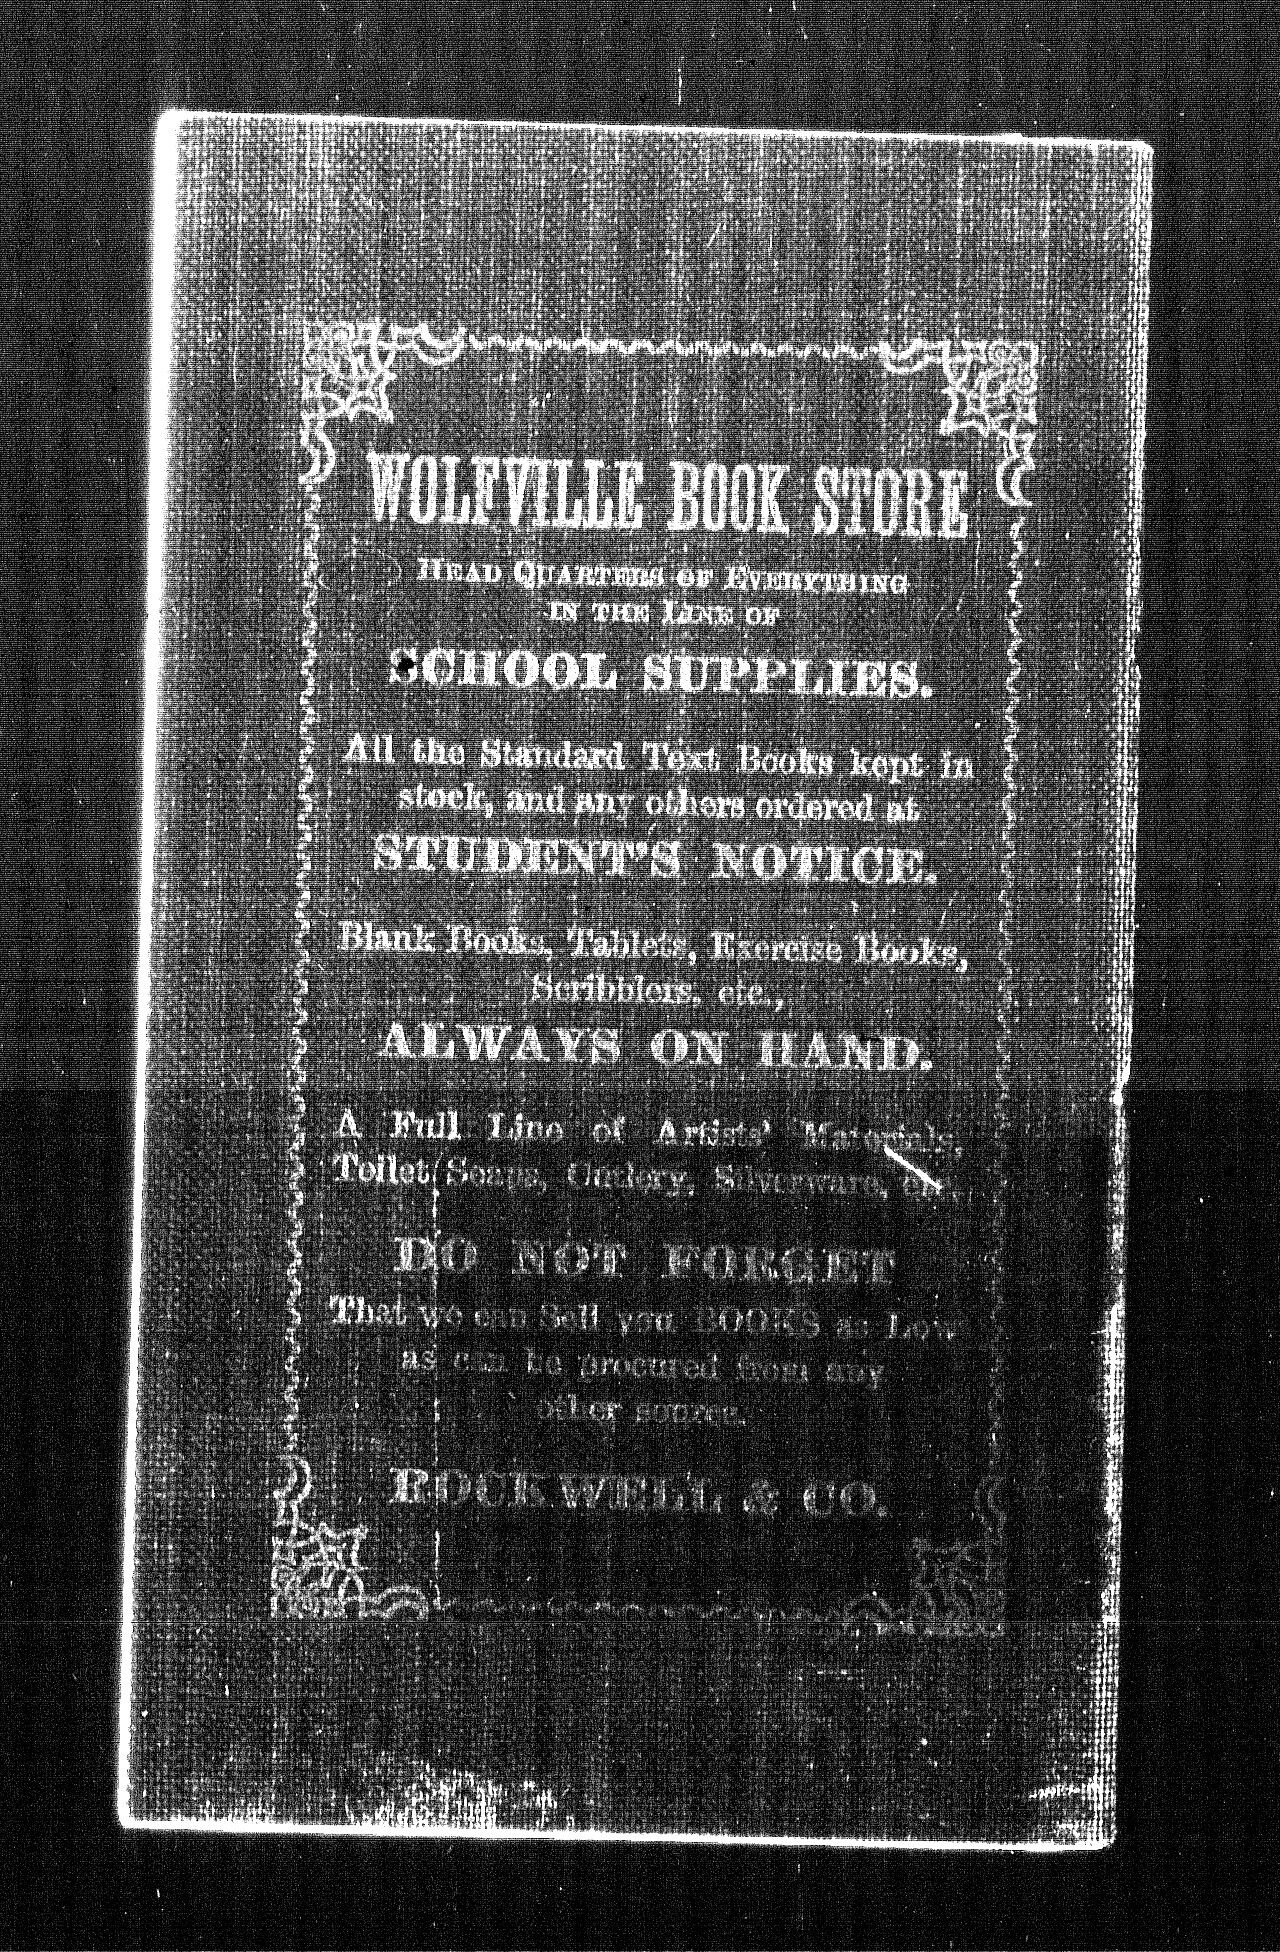 WOLFVILLE BOOK STORE
HEAD QUARTERS OF EVERYTHING
IN THE LINE OF
SCHOOL SUPPLIES.
All the Standard Text Books kept in
stock, and any others ordered at
STUDENT'S NOTICE.
Blank Books, Tablets, Exercise Books,
Scribblers, etc.,
ALWAYS ON HAND.
A Full Line of Artists' Materials,
Toilet Soaps, Cutlery, Silverware, etc.,
DO NOT FORGET
That we can Sell you BOOKS as Low
as can be procured from any
other source.
ROCKWELL & CO.